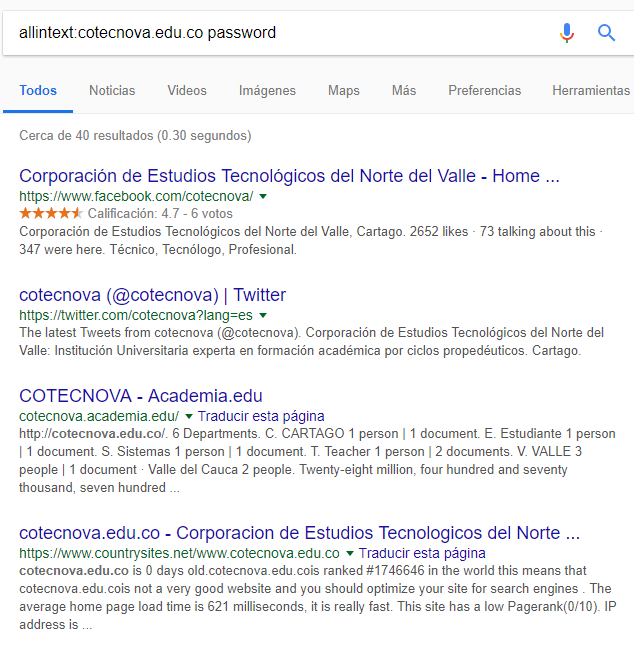 allintext:cotecnova.edu.co password
Todos Noticias Videos Imágenes Maps Más Preferencias Herramientas
Cerca de 40 resultados (0.30 segundos)
Corporación de Estudios Tecnológicos del Norte del Valle - Home ...
https://www.facebook.com/cotecnova/
Calificación: 4.7 - 6 votos
Corporación de Estudios Tecnológicos del Norte del Valle, Cartago. 2652 likes · 73 talking about this ·
347 were here. Técnico, Tecnólogo, Profesional.
cotecnova (@cotecnova) | Twitter
https://twitter.com/cotecnova?lang=es
The latest Tweets from cotecnova (@cotecnova). Corporación de Estudios Tecnológicos del Norte del
Valle: Institución Universitaria experta en formación académica por ciclos propedéuticos. Cartago.
COTECNOVA - Academia.edu
cotecnova.academia.edu/ Traducir esta página
http://cotecnova.edu.co/. 6 Departments. C. CARTAGO 1 person | 1 document. E. Estudiante 1 person
| 1 document. S. Sistemas 1 person | 1 document. T. Teacher 1 person | 2 documents. V. VALLE 3
people | 1 document · Valle del Cauca 2 people. Twenty-eight million, four hundred and seventy
thousand, seven hundred ...
cotecnova.edu.co - Corporacion de Estudios Tecnologicos del Norte ...
https://www.countrysites.net/www.cotecnova.edu.co Traducir esta página
cotecnova.edu.co is 0 days old.cotecnova.edu.cois ranked #1746646 in the world this means that
cotecnova.edu.cois not a very good website and you should optimize your site for search engines . The
average home page load time is 621 milliseconds, it is really fast. This site has a low Pagerank(0/10). IP
address is ...